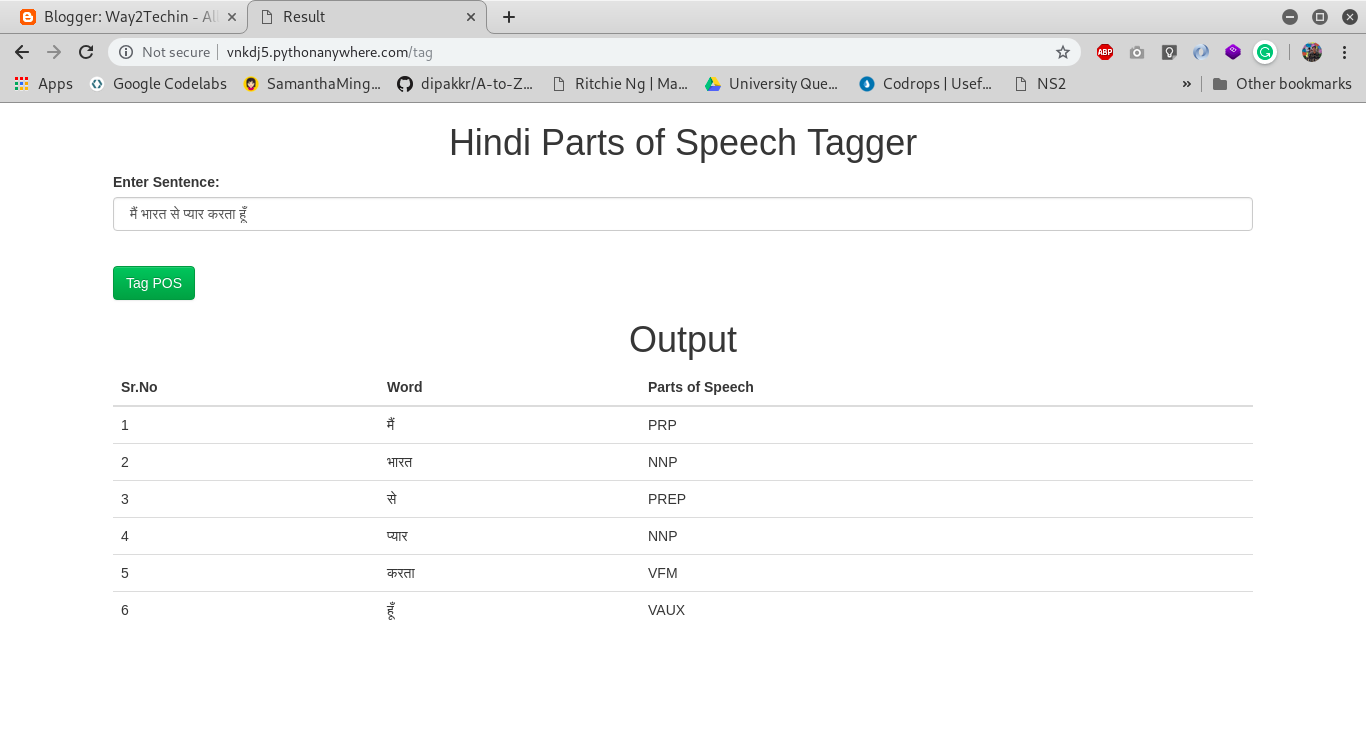 Blogger: Way2Techin - All
Result
Not secure vnkdj5.pythonanywhere.com/tag
ABP
Apps Google Codelabs SamanthaMing... dipakkr/A-to-Z... Ritchie Ng | Ma... University Que... Codrops | Usef... NS2 » Other bookmarks
Hindi Parts of Speech Tagger
Enter Sentence:
मैं भारत से प्यार करता हूँ
Tag POS
Output
Sr.No Word Parts of Speech
1 मैं PRP
2 भारत NNP
3 से PREP
4 प्यार NNP
5 करता VFM
6 हूँ VAUX